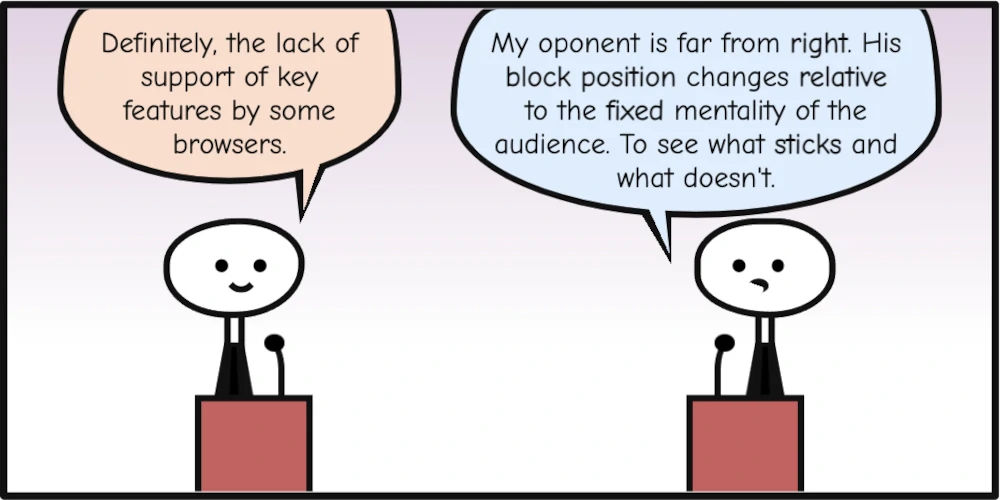 Definitely, the lack of
support of key
features by some
browsers.
My oponent is far from right. His
block position changes relative
to the fixed mentality of the
audience. To see what sticks and
what doesn't.